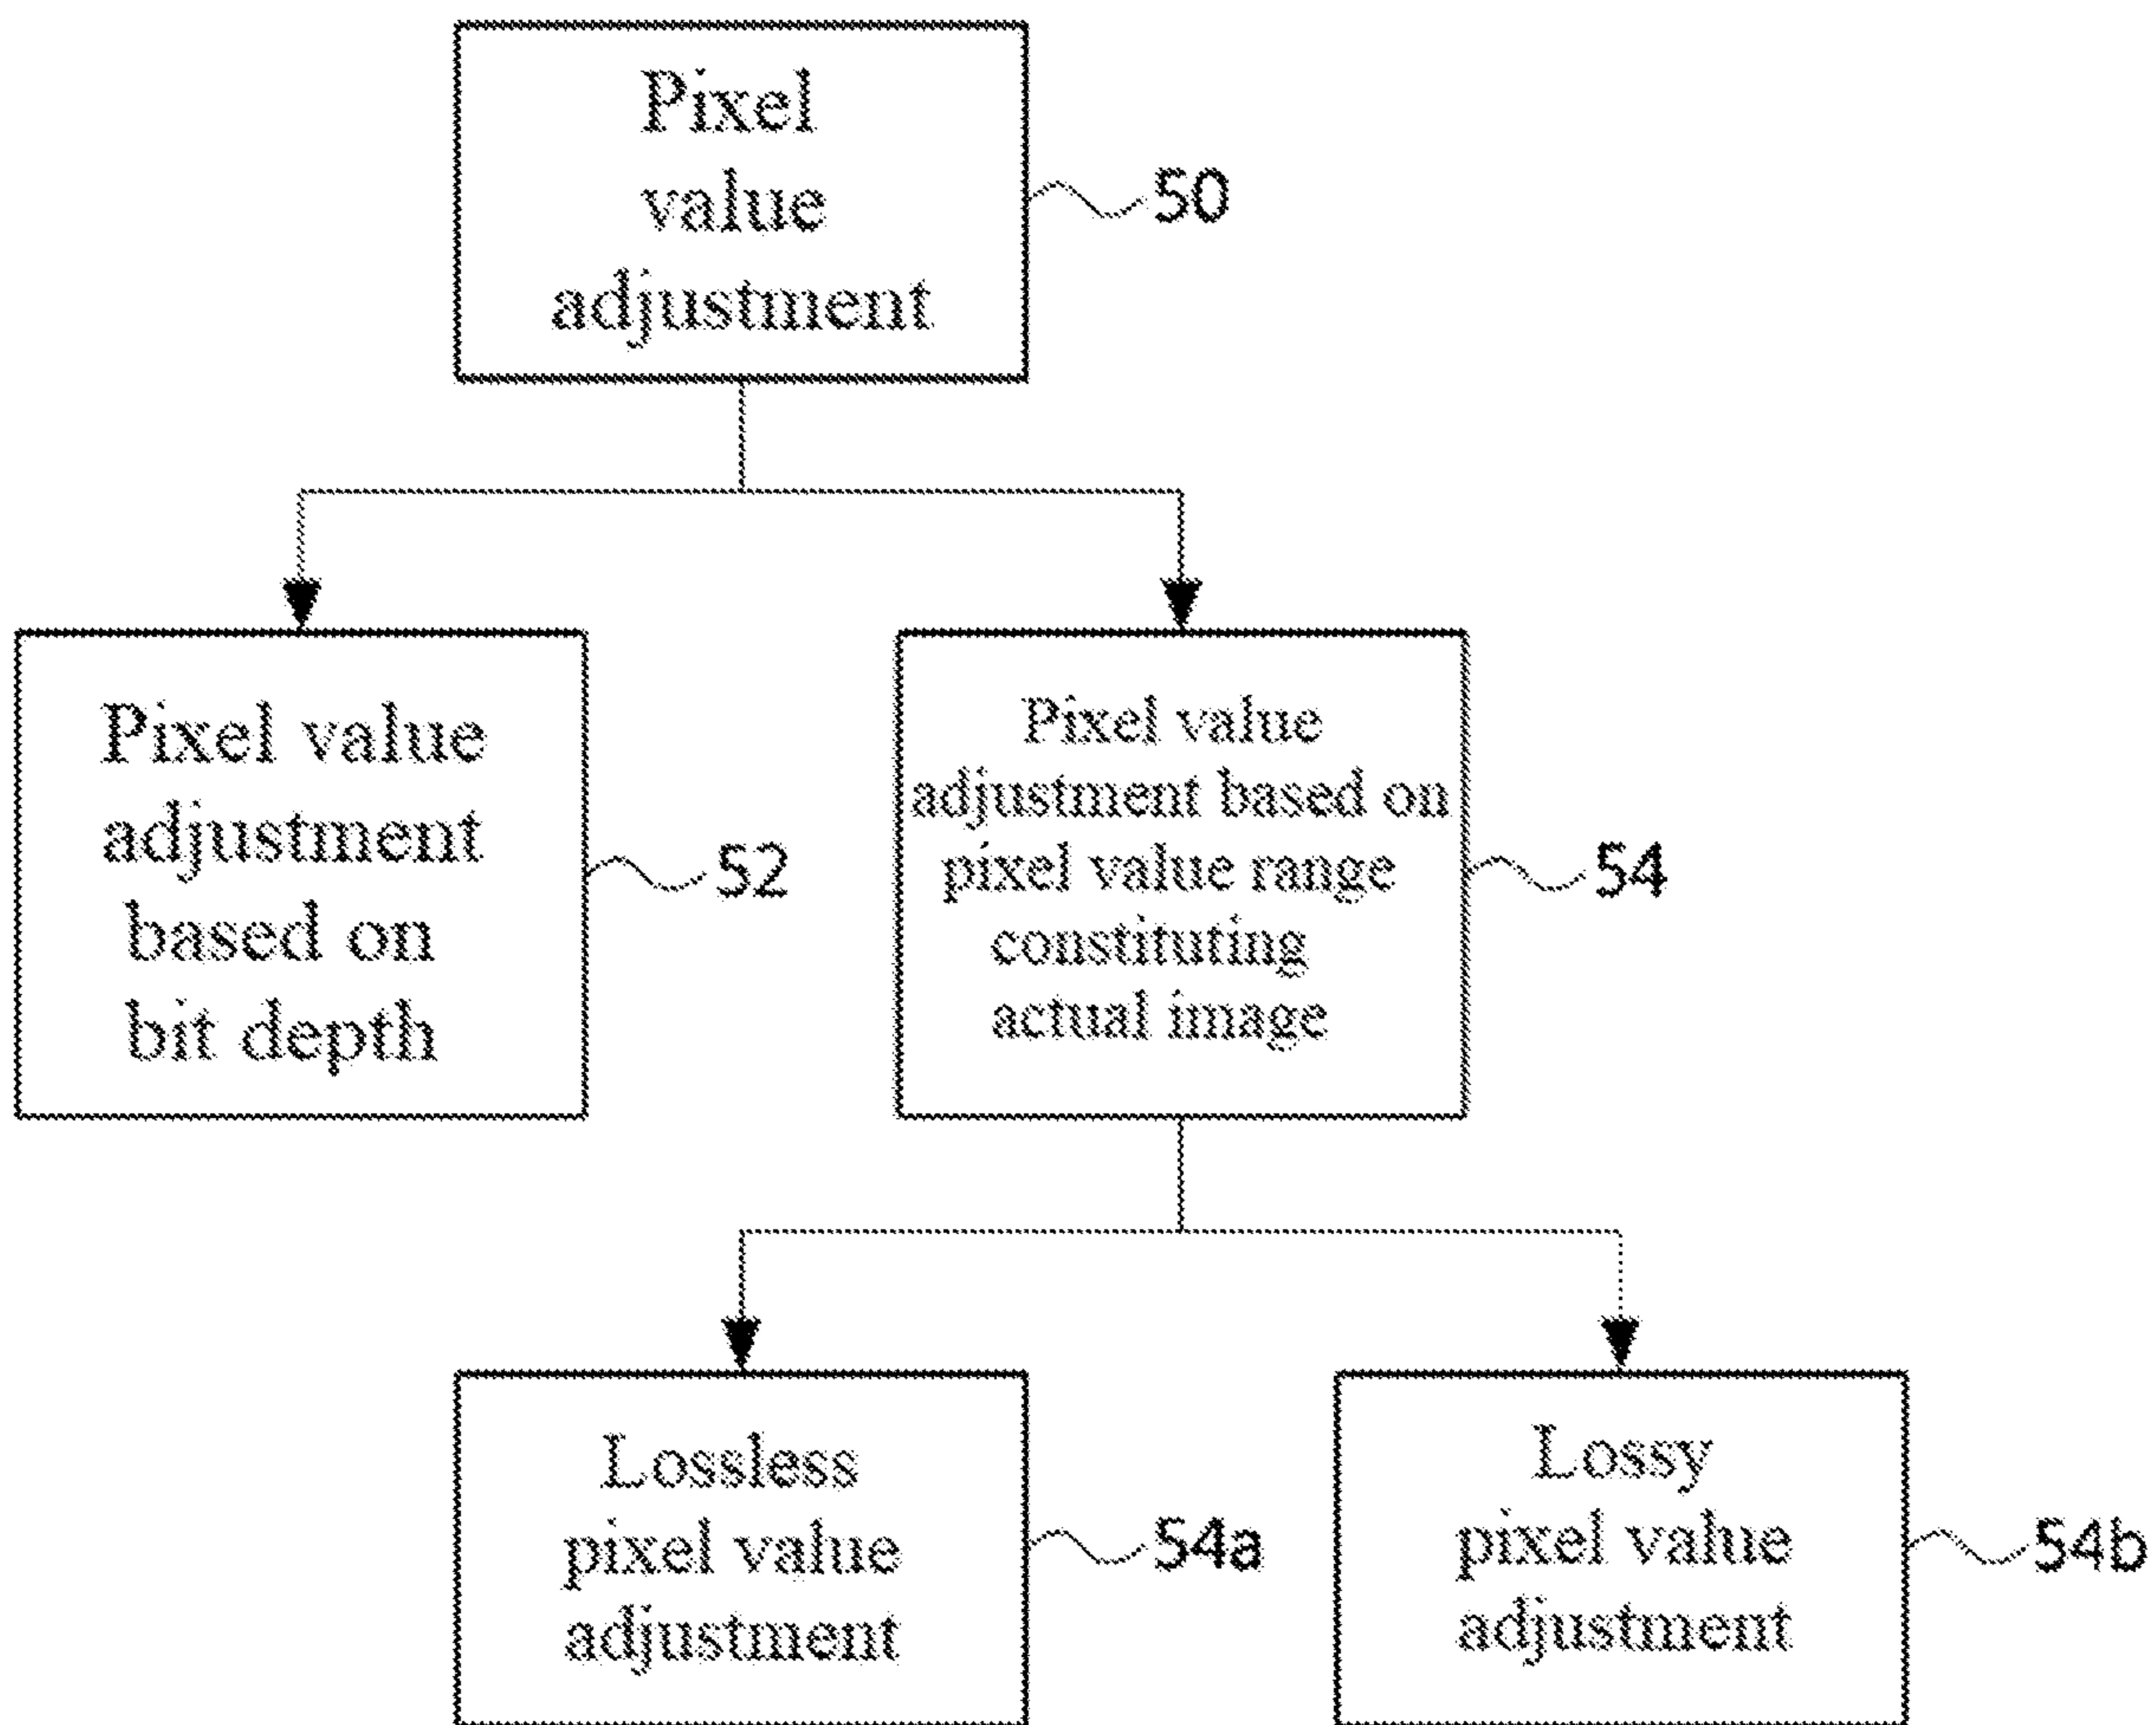 Pixel
value
adjustment
50
Pixel value
adjustment
based on
bit depth
52
Pixel value
adjustment based on
pixel value range
constituting
actual image
54
Lossless
pixel value
adjustment
54a
Lossy
pixel value
adjustment
54b